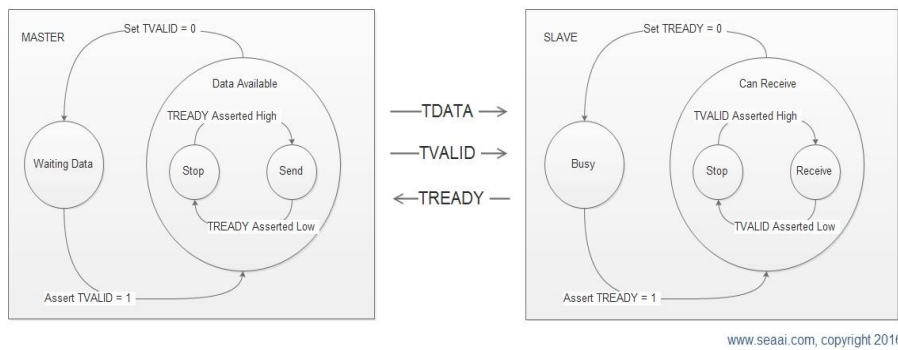 MASTER
Set TVALID = 0
Data Available
TREADY Asserted High
Waiting Data
Stop
Send
TREADY Asserted Low
Assert TVALID = 1
TDATA
TVALID
TREADY
SLAVE
Set TREADY = 0
Can Receive
TVALID Asserted High
Busy
Stop
Receive
TVALID Asserted Low
Assert TREADY = 1
www.seaai.com, copyright 2016